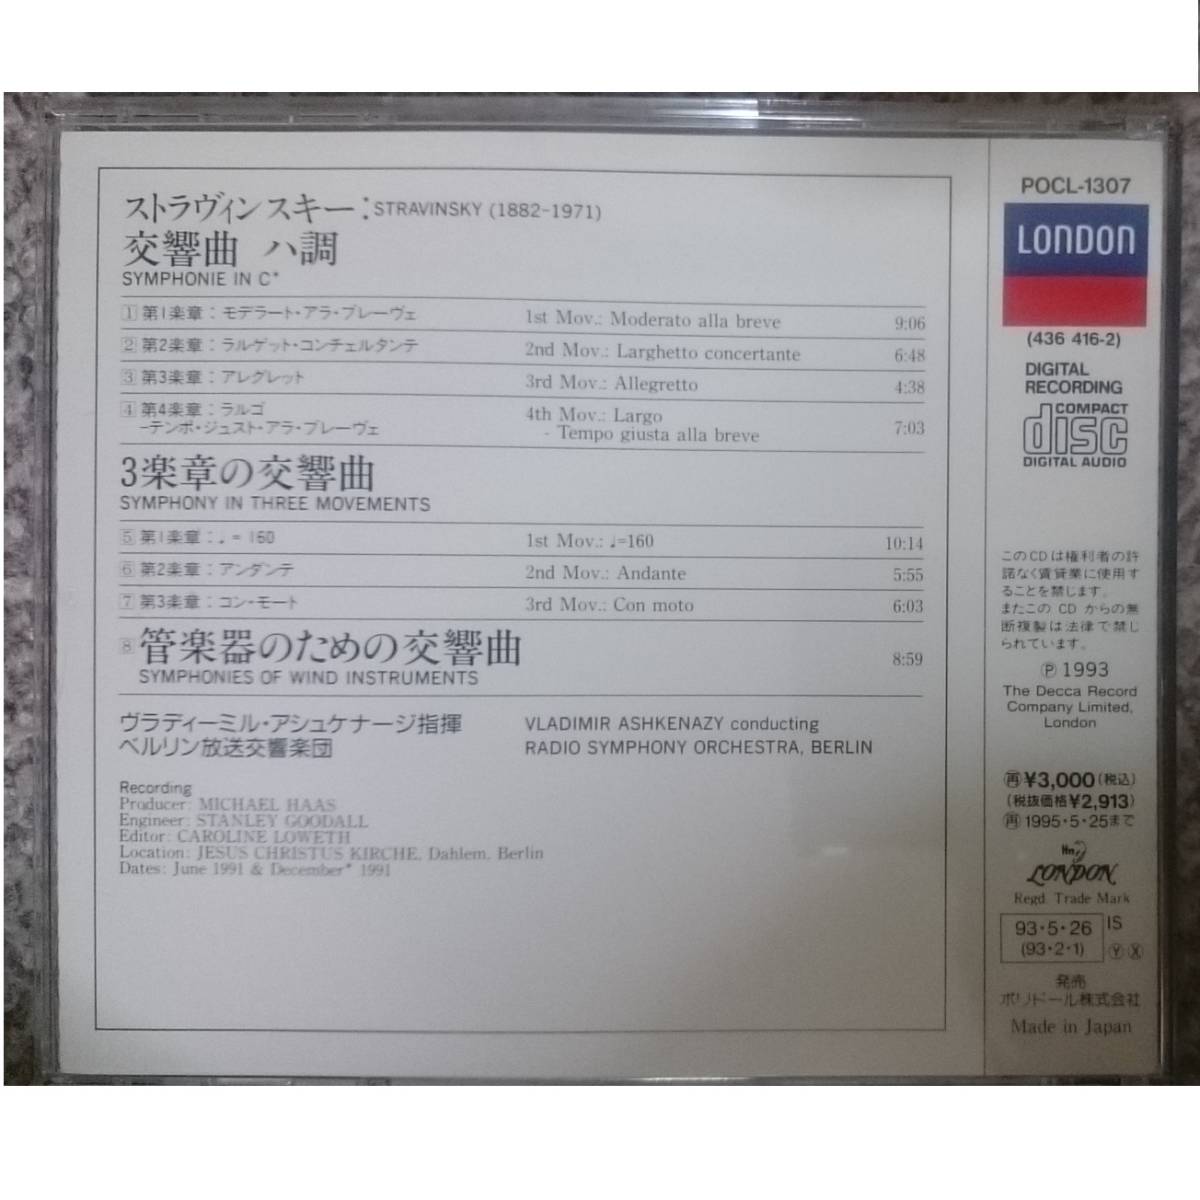 ストラヴィンスキー：STRAVINSKY (1882-1971)
交響曲 ハ調
SYMPHONIE IN C*
1 第1楽章：モデラート・アラ・ブレーヴェ 1st Mov.: Moderato alla breve 9:06
2 第2楽章：ラルゲット・コンチェルタンテ 2nd Mov.: Larghetto concertante 6:48
3 第3楽章：アレグレット 3rd Mov.: Allegretto 4:38
4 第4楽章：ラルゴ 4th Mov.: Largo 7:03
-テンポ・ジュスト・アラ・ブレーヴェ - Tempo giusta alla breve
3楽章の交響曲
SYMPHONY IN THREE MOVEMENTS
5 第1楽章：♩= 160 1st Mov.: ♩=160 10:14
6 第2楽章：アンダンテ 2nd Mov.: Andante 5:55
7 第3楽章：コン・モート 3rd Mov.: Con moto 6:03
8 管楽器のための交響曲 8:59
SYMPHONIES OF WIND INSTRUMENTS
ヴラディーミル・アシュケナージ指揮 VLADIMIR ASHKENAZY conducting
ベルリン放送交響楽団 RADIO SYMPHONY ORCHESTRA, BERLIN
Recording
Producer: MICHAEL HAAS
Engineer: STANLEY GOODALL
Editor: CAROLINE LOWETH
Location: JESUS CHRISTUS KIRCHE, Dahlem, Berlin
Dates: June 1991 & December* 1991
POCL-1307
LONDON
(436 416-2)
DIGITAL
RECORDING
COMPACT
disc
DIGITAL AUDIO
このCDは権利者の許
諾なく賃貸業に使用す
ることを禁じます。
またこの CD からの無
断複製は法律で禁じ
られています。
℗ 1993
The Decca Record
Company Limited,
London
再 ¥3,000(税込)
(税抜価格¥2,913)
再 1995・5・25まで
LONDON
Regd. Trade Mark
93・5・26 IS
(93・2・1) Ⓨ Ⓧ
発売
ポリドール株式会社
Made in Japan